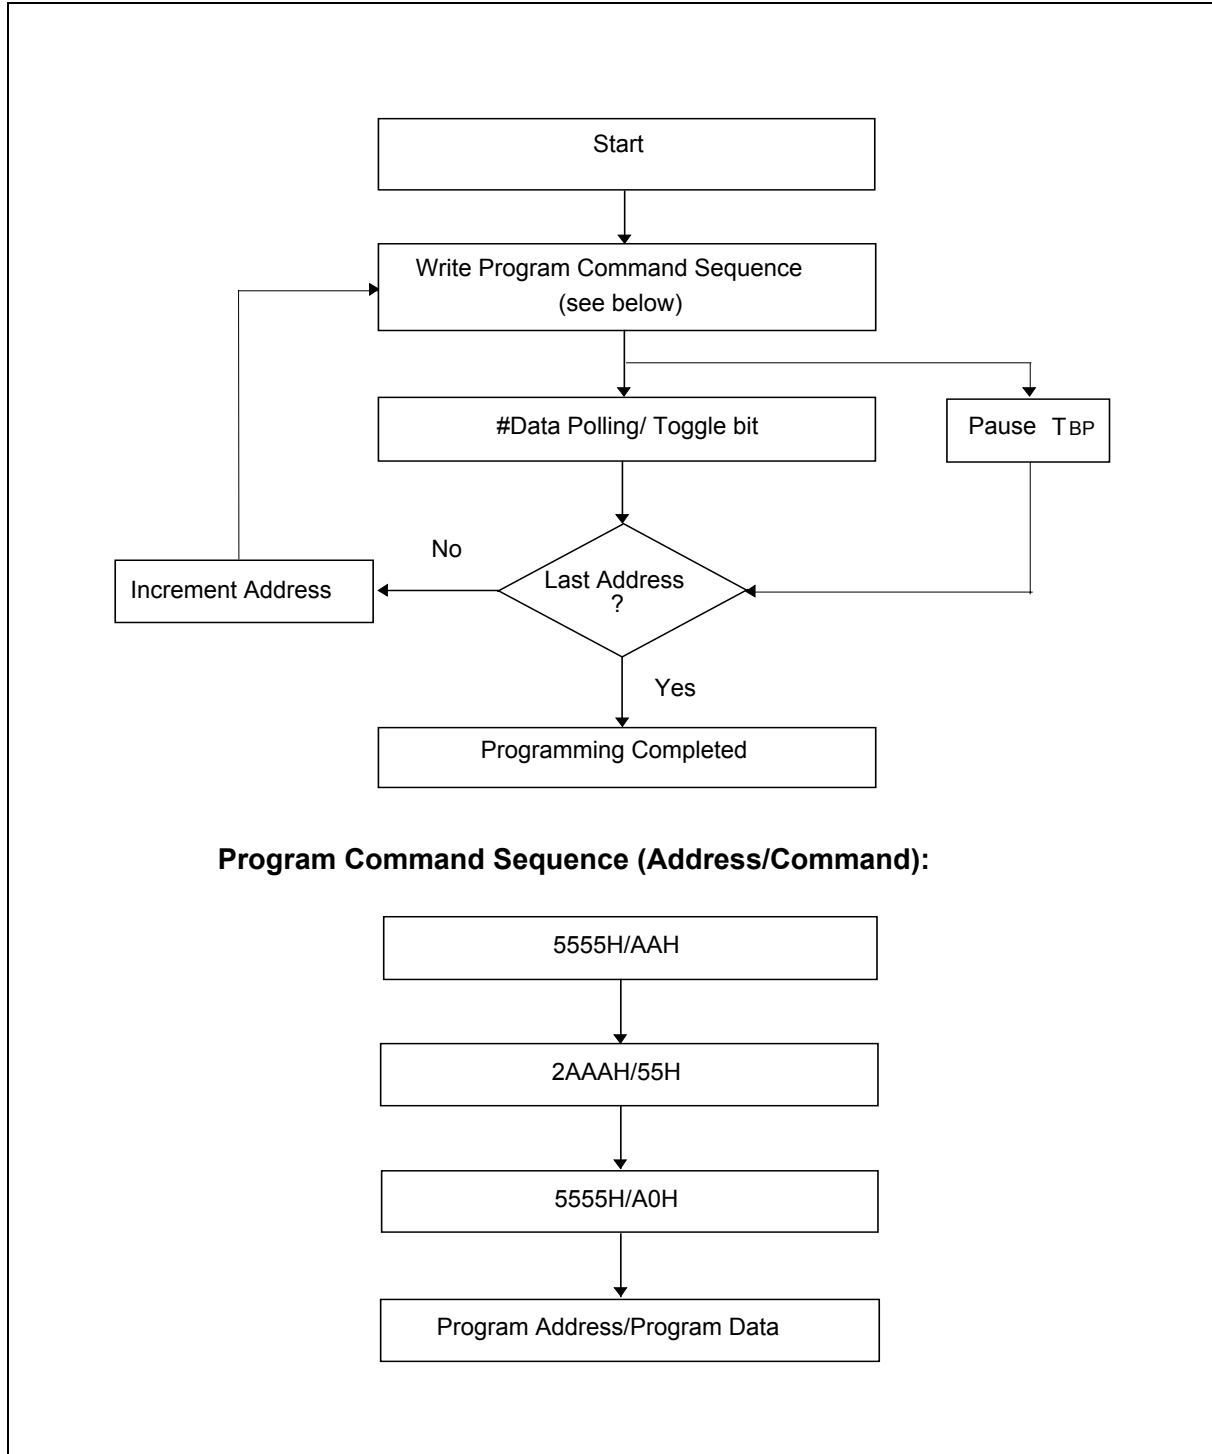 Start
Write Program Command Sequence
(see below)
#Data Polling/ Toggle bit
Pause TBP
No
Increment Address
Last Address
?
Yes
Programming Completed
Program Command Sequence (Address/Command):
5555H/AAH
2AAAH/55H
5555H/A0H
Program Address/Program Data